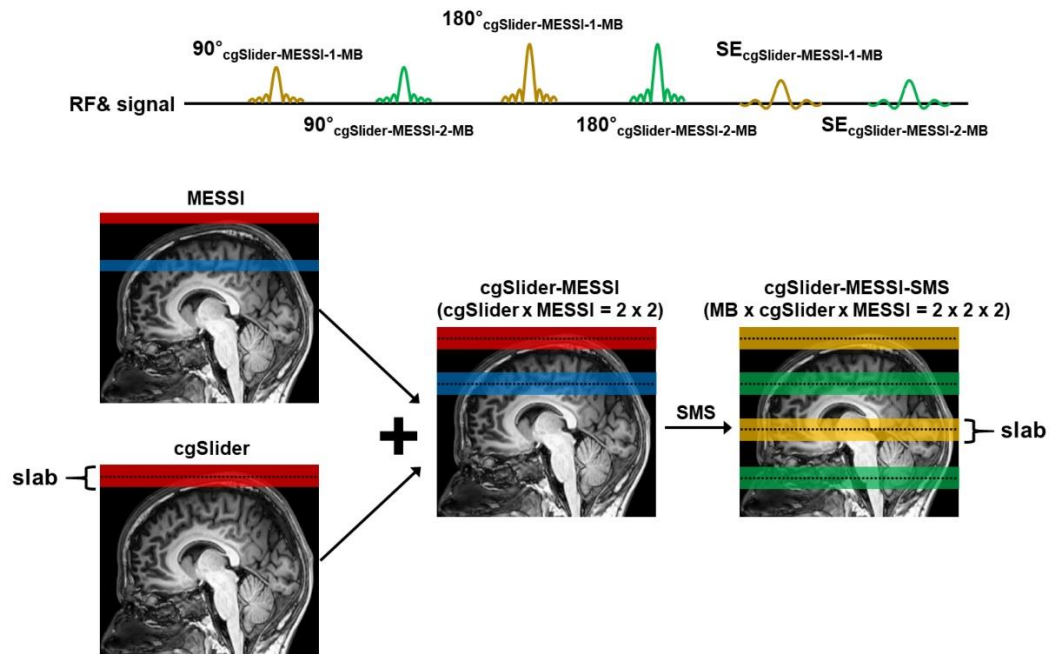 180°cgSlider-MESSI-1-MB
90°cgSlider-MESSI-1-MB
SEcgSlider-MESSI-1-MB
RF& signal
90°cgSlider-MESSI-2-MB
180°cgSlider-MESSI-2-MB
SEcgSlider-MESSI-2-MB
MESSI
cgSlider-MESSI
(cgSlider x MESSI = 2 x 2)
cgSlider-MESSI-SMS
(MB x cgSlider x MESSI = 2 x 2 x 2)
+
SMS
slab
cgSlider
slab